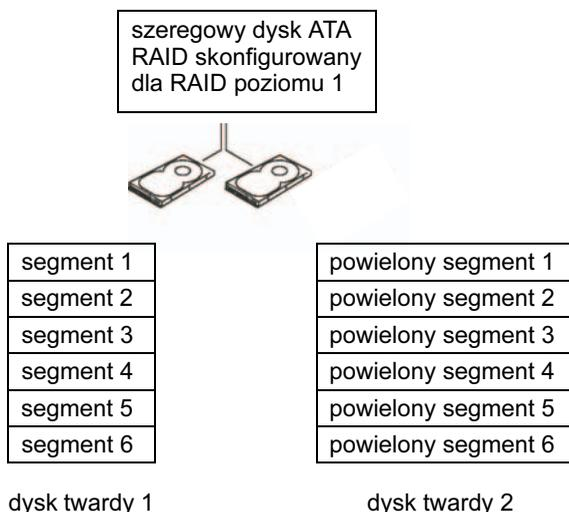 szeregowy dysk ATA
RAID skonfigurowany
dla RAID poziomu 1
segment 1
segment 2
segment 3
segment 4
segment 5
segment 6
dysk twardy 1
powielony segment 1
powielony segment 2
powielony segment 3
powielony segment 4
powielony segment 5
powielony segment 6
dysk twardy 2